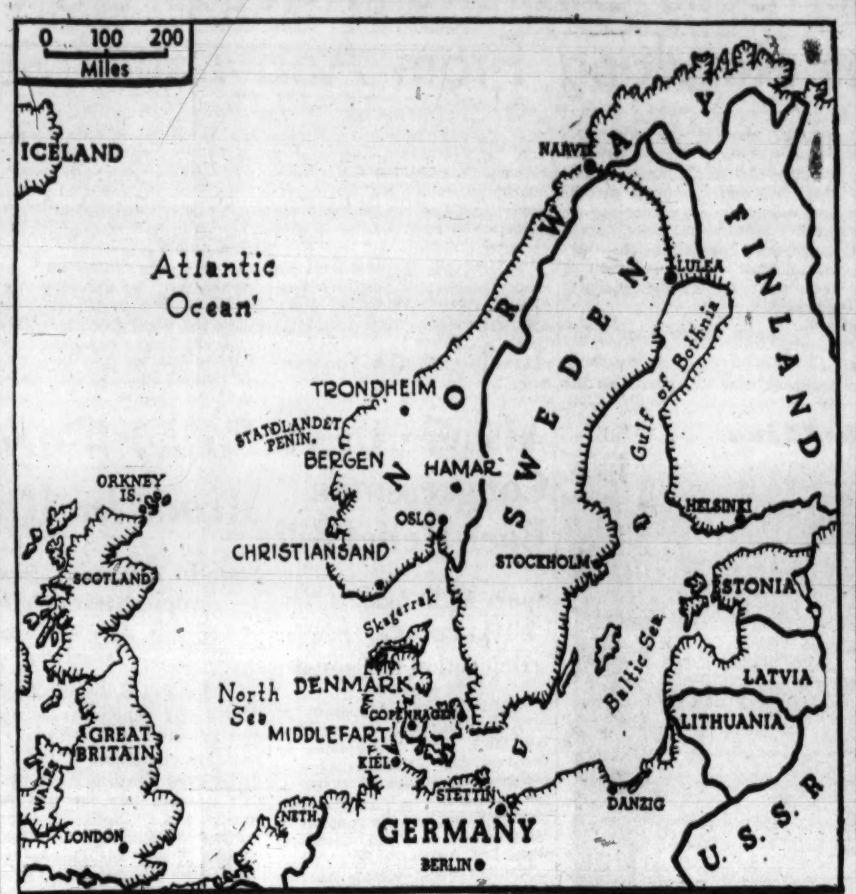 0 100 200
Miles
ICELAND
NARVIK
NORWAY
FINLAND
Atlantic
Ocean
LULEA
SWEDEN
Gulf of Bothnia
TRONDHEIM
STATDLANDET
PENIN.
BERGEN
HAMAR
ORKNEY
IS.
OSLO
HELSINKI
CHRISTIANSAND
STOCKHOLM
SCOTLAND
ESTONIA
Skagerrak
Baltic Sea
LATVIA
DENMARK
North
Sea
COPENHAGEN
LITHUANIA
MIDDLEFART
GREAT
BRITAIN
KIEL
WALES
STETTIN
DANZIG
NETH.
GERMANY
U.S.S.R
LONDON
BERLIN